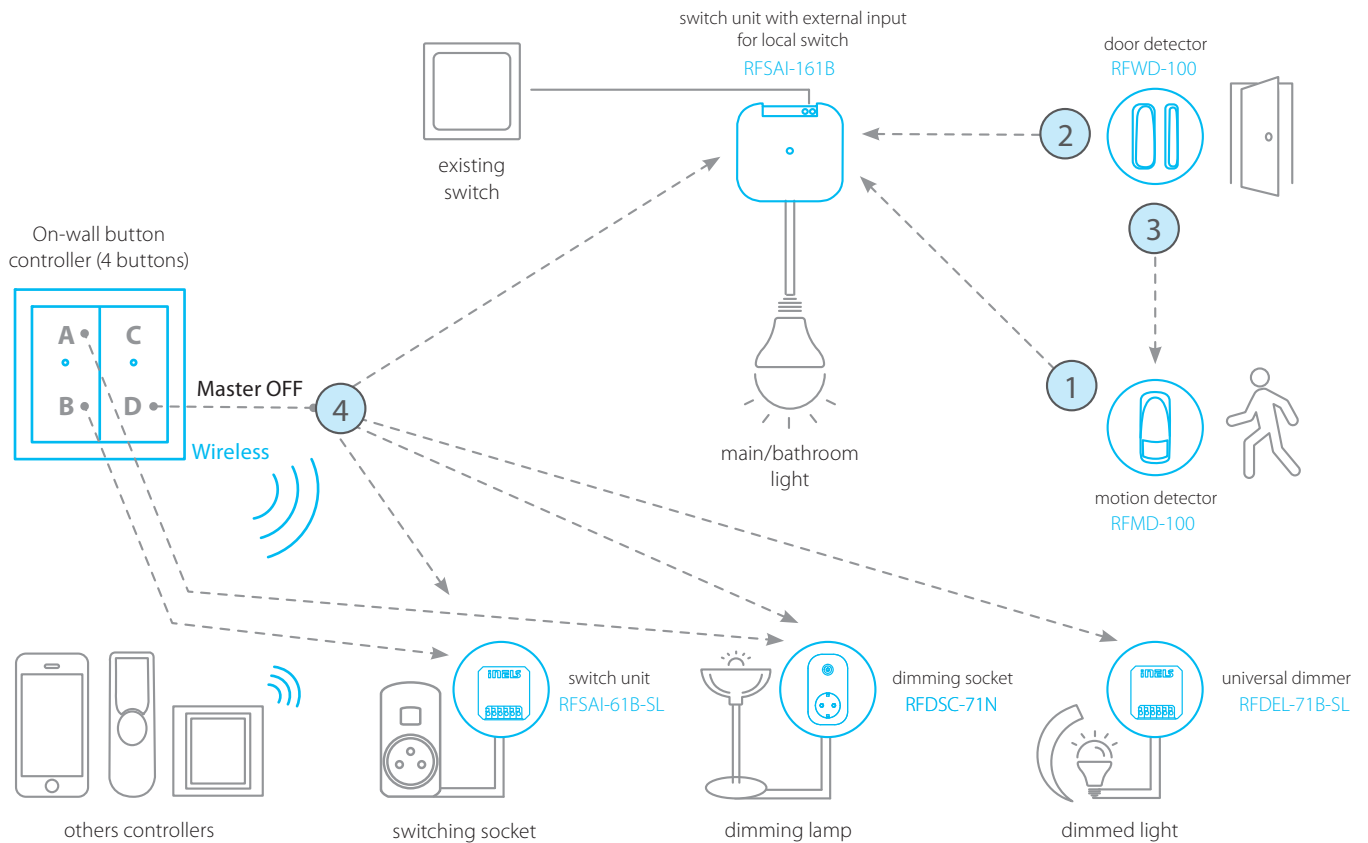 switch unit with external input
for local switch
RFSAI-161B
door detector
RFWD-100
2
existing
switch
3
On-wall button
controller (4 buttons)
A
C
B
D
Master OFF
4
1
Wireless
main/bathroom
light
motion detector
RFMD-100
inels
switch unit
RFSAI-61B-SL
dimming socket
RFDSC-71N
inels
universal dimmer
RFDEL-71B-SL
others controllers
switching socket
dimming lamp
dimmed light